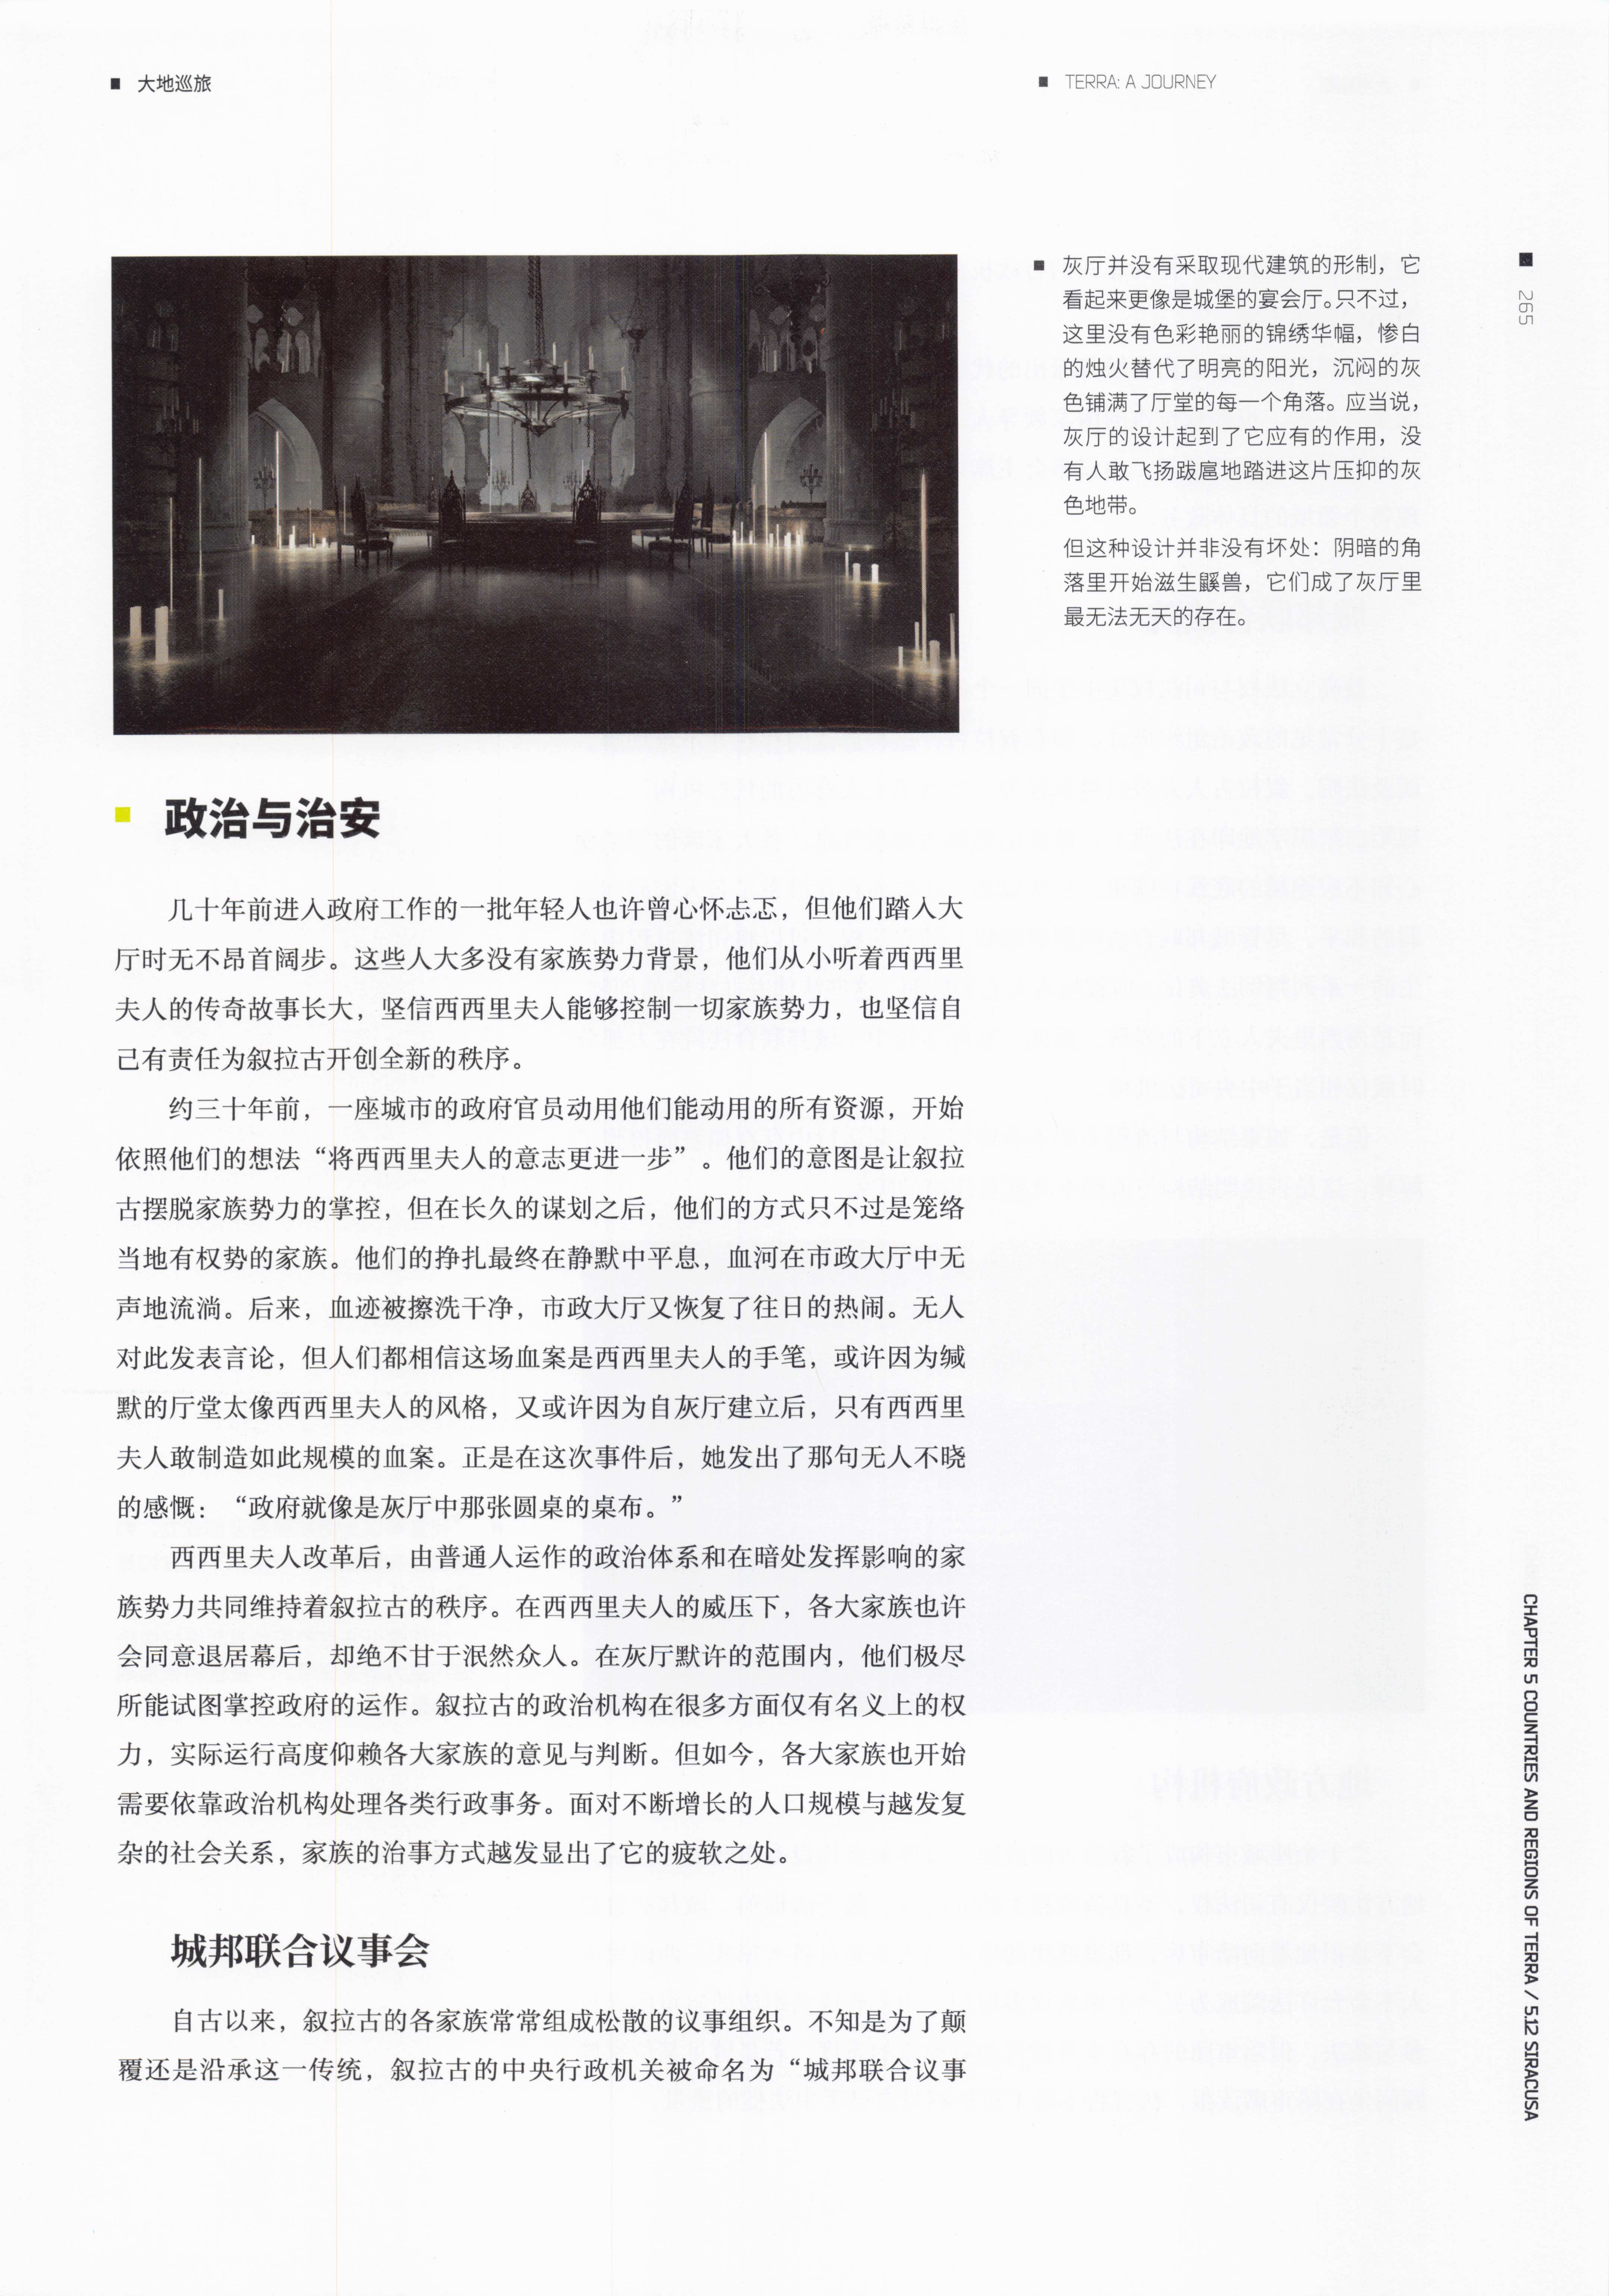 大地巡旅
TERRA: A JOURNEY
灰厅并没有采取现代建筑的形制，它
看起来更像是城堡的宴会厅。只不过，
这里没有色彩艳丽的锦绣华幅，惨白
的烛火替代了明亮的阳光，沉闷的灰
色铺满了厅堂的每一个角落。应当说，
灰厅的设计起到了它应有的作用，没
有人敢飞扬跋扈地踏进这片压抑的灰
色地带。
但这种设计并非没有坏处：阴暗的角
落里开始滋生鼷兽，它们成了灰厅里
最无法无天的存在。
265
政治与治安
几十年前进入政府工作的一批年轻人也许曾心怀忐忑，但他们踏入大
厅时无不昂首阔步。这些人大多没有家族势力背景，他们从小听着西西里
夫人的传奇故事长大，坚信西西里夫人能够控制一切家族势力，也坚信自
己有责任为叙拉古开创全新的秩序。
约三十年前，一座城市的政府官员动用他们能动用的所有资源，开始
依照他们的想法“将西西里夫人的意志更进一步”。他们的意图是让叙拉
古摆脱家族势力的掌控，但在长久的谋划之后，他们的方式只不过是笼络
当地有权势的家族。他们的挣扎最终在静默中平息，血河在市政大厅中无
声地流淌。后来，血迹被擦洗干净，市政大厅又恢复了往日的热闹。无人
对此发表言论，但人们都相信这场血案是西西里夫人的手笔，或许因为缄
默的厅堂太像西西里夫人的风格，又或许因为自灰厅建立后，只有西西里
夫人敢制造如此规模的血案。正是在这次事件后，她发出了那句无人不晓
的感慨：“政府就像是灰厅中那张圆桌的桌布。”
西西里夫人改革后，由普通人运作的政治体系和在暗处发挥影响的家
族势力共同维持着叙拉古的秩序。在西西里夫人的威压下，各大家族也许
会同意退居幕后，却绝不甘于泯然众人。在灰厅默许的范围内，他们极尽
所能试图掌控政府的运作。叙拉古的政治机构在很多方面仅有名义上的权
力，实际运行高度仰赖各大家族的意见与判断。但如今，各大家族也开始
需要依靠政治机构处理各类行政事务。面对不断增长的人口规模与越发复
杂的社会关系，家族的治事方式越发显出了它的疲软之处。
城邦联合议事会
自古以来，叙拉古的各家族常常组成松散的议事组织。不知是为了颠
覆还是沿承这一传统，叙拉古的中央行政机关被命名为“城邦联合议事
CHAPTER 5 COUNTRIES AND REGIONS OF TERRA / 5.12 SIRACUSA